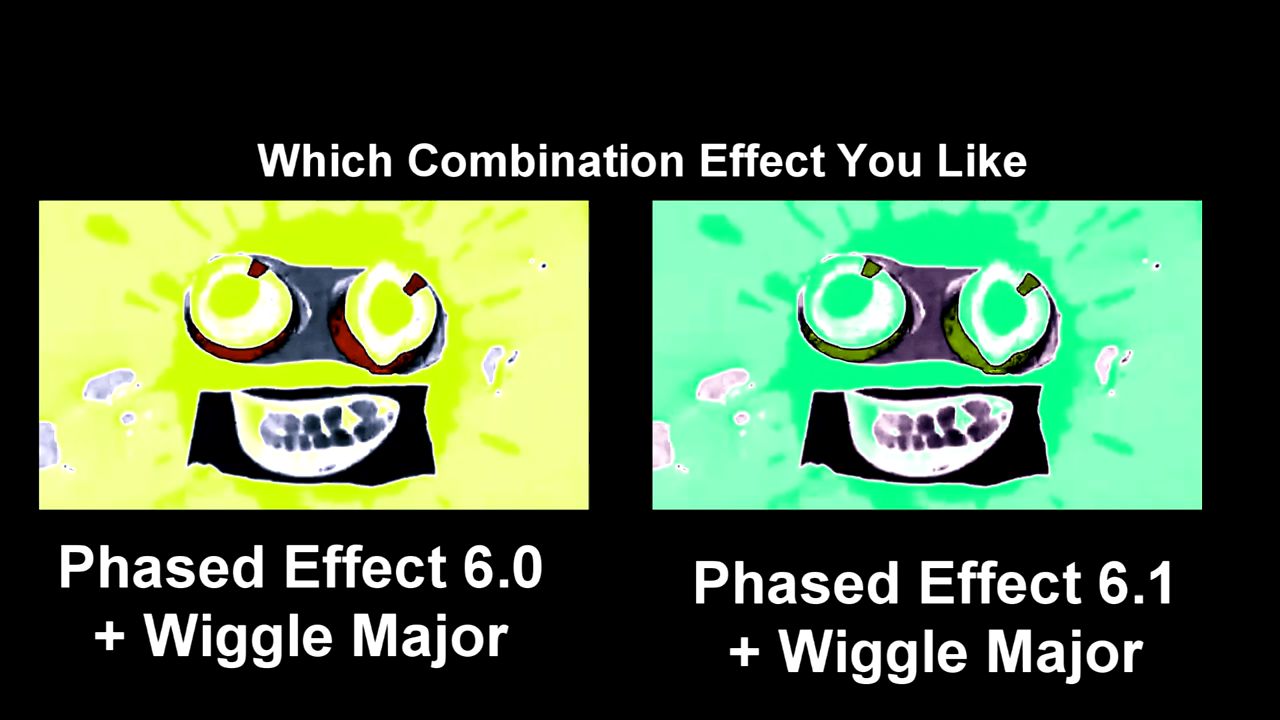 Which Combination Effect You Like
Phased Effect 6.0
+ Wiggle Major
Phased Effect 6.1
+ Wiggle Major